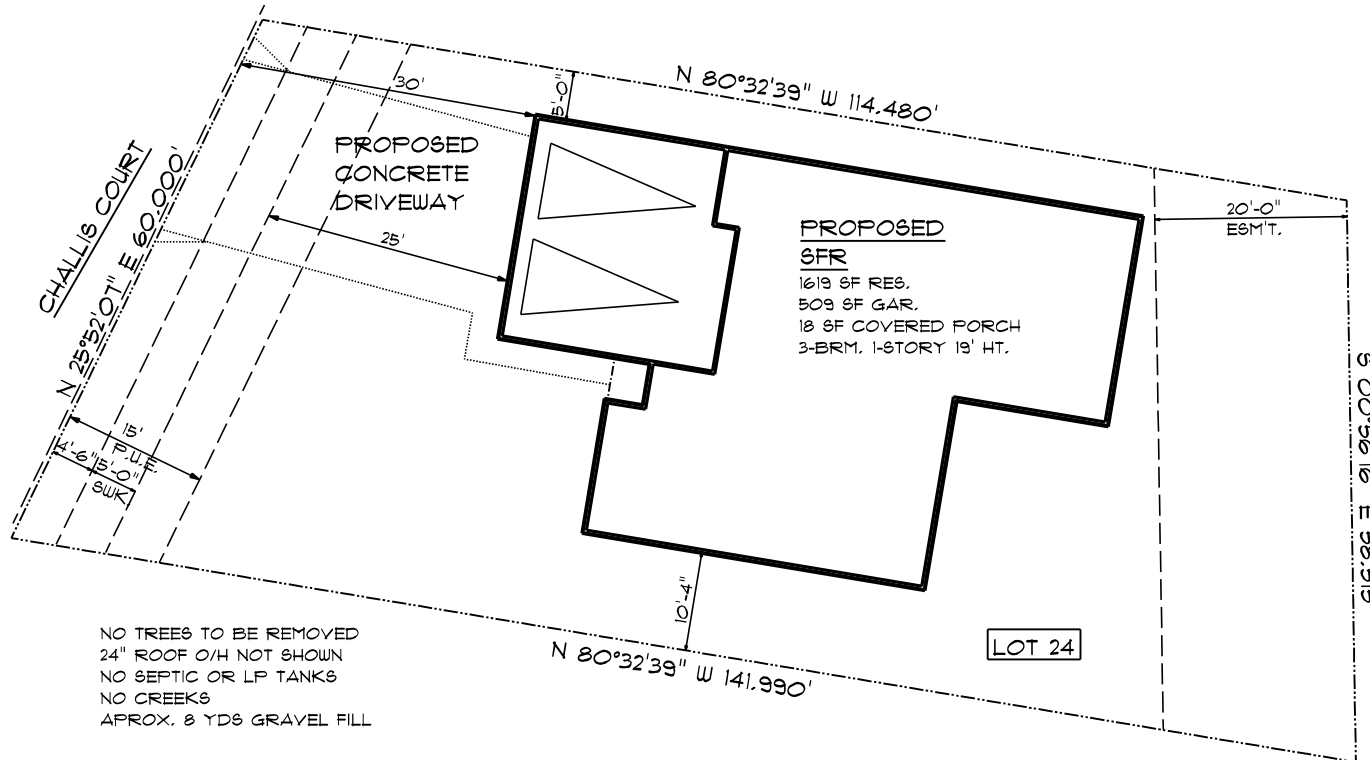 N 80°32'39" W 114.480'
30'
5'-0"
PROPOSED
CONCRETE
DRIVEWAY
CHALLIS COURT
N 25°52'07" E 60.000'
25'
PROPOSED
SFR
1619 SF RES.
509 SF GAR.
18 SF COVERED PORCH
3-BRM. 1-STORY 19' HT.
20'-0"
ESM'T.
15'
P.U.E.
4'-6"
5'-0"
SWK
10'-4"
N 80°32'39" W 141.990'
LOT 24
NO TREES TO BE REMOVED
24" ROOF O/H NOT SHOWN
NO SEPTIC OR LP TANKS
NO CREEKS
APROX. 8 YDS GRAVEL FILL